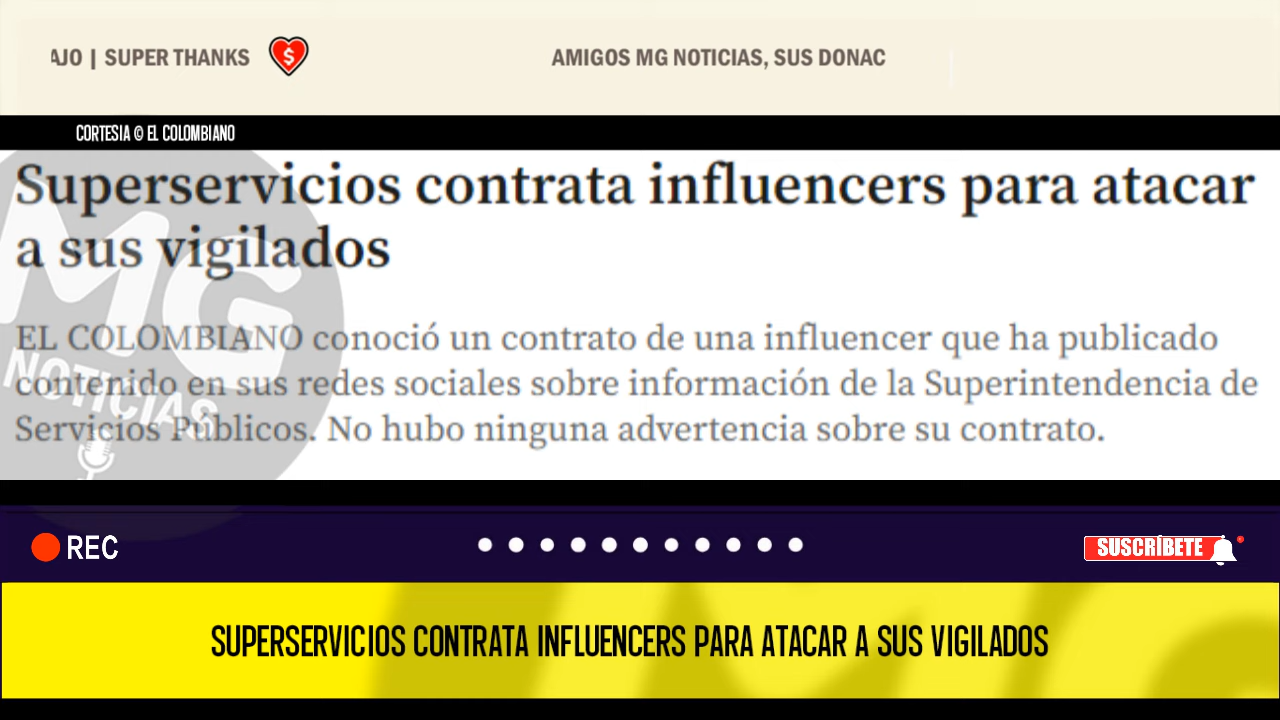 AJO | SUPER THANKS $ AMIGOS MG NOTICIAS, SUS DONAC
CORTESIA © EL COLOMBIANO
Superservicios contrata influencers para atacar
a sus vigilados
EL COLOMBIANO conoció un contrato de una influencer que ha publicado
contenido en sus redes sociales sobre información de la Superintendencia de
Servicios Públicos. No hubo ninguna advertencia sobre su contrato.
MG
NOTICIAS
REC
SUSCRÍBETE
SUPERSERVICIOS CONTRATA INFLUENCERS PARA ATACAR A SUS VIGILADOS